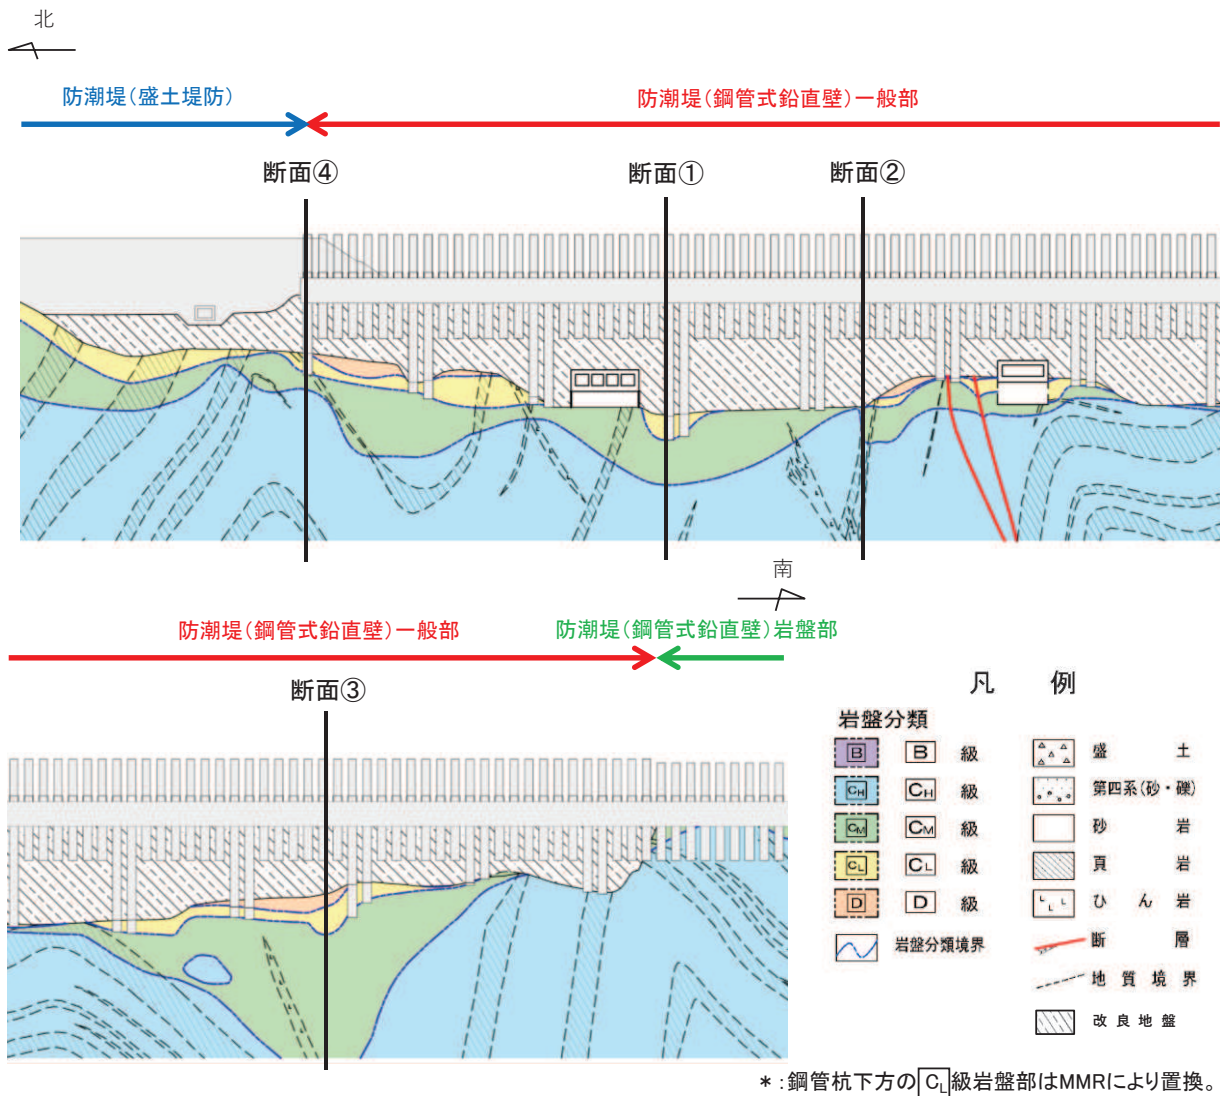 北
防潮堤(盛土堤防)
防潮堤(鋼管式鉛直壁)一般部
断面④
断面①
断面②
南
防潮堤(鋼管式鉛直壁)一般部
防潮堤(鋼管式鉛直壁)岩盤部
断面③
凡 例
岩盤分類
B B 級
CH CH 級
CM CM 級
CL CL 級
D D 級
岩盤分類境界
盛 土
第四系(砂・礫)
砂 岩
頁 岩
ひ ん 岩
断 層
地 質 境 界
改 良 地 盤
*:鋼管杭下方のCL級岩盤部はMMRにより置換。